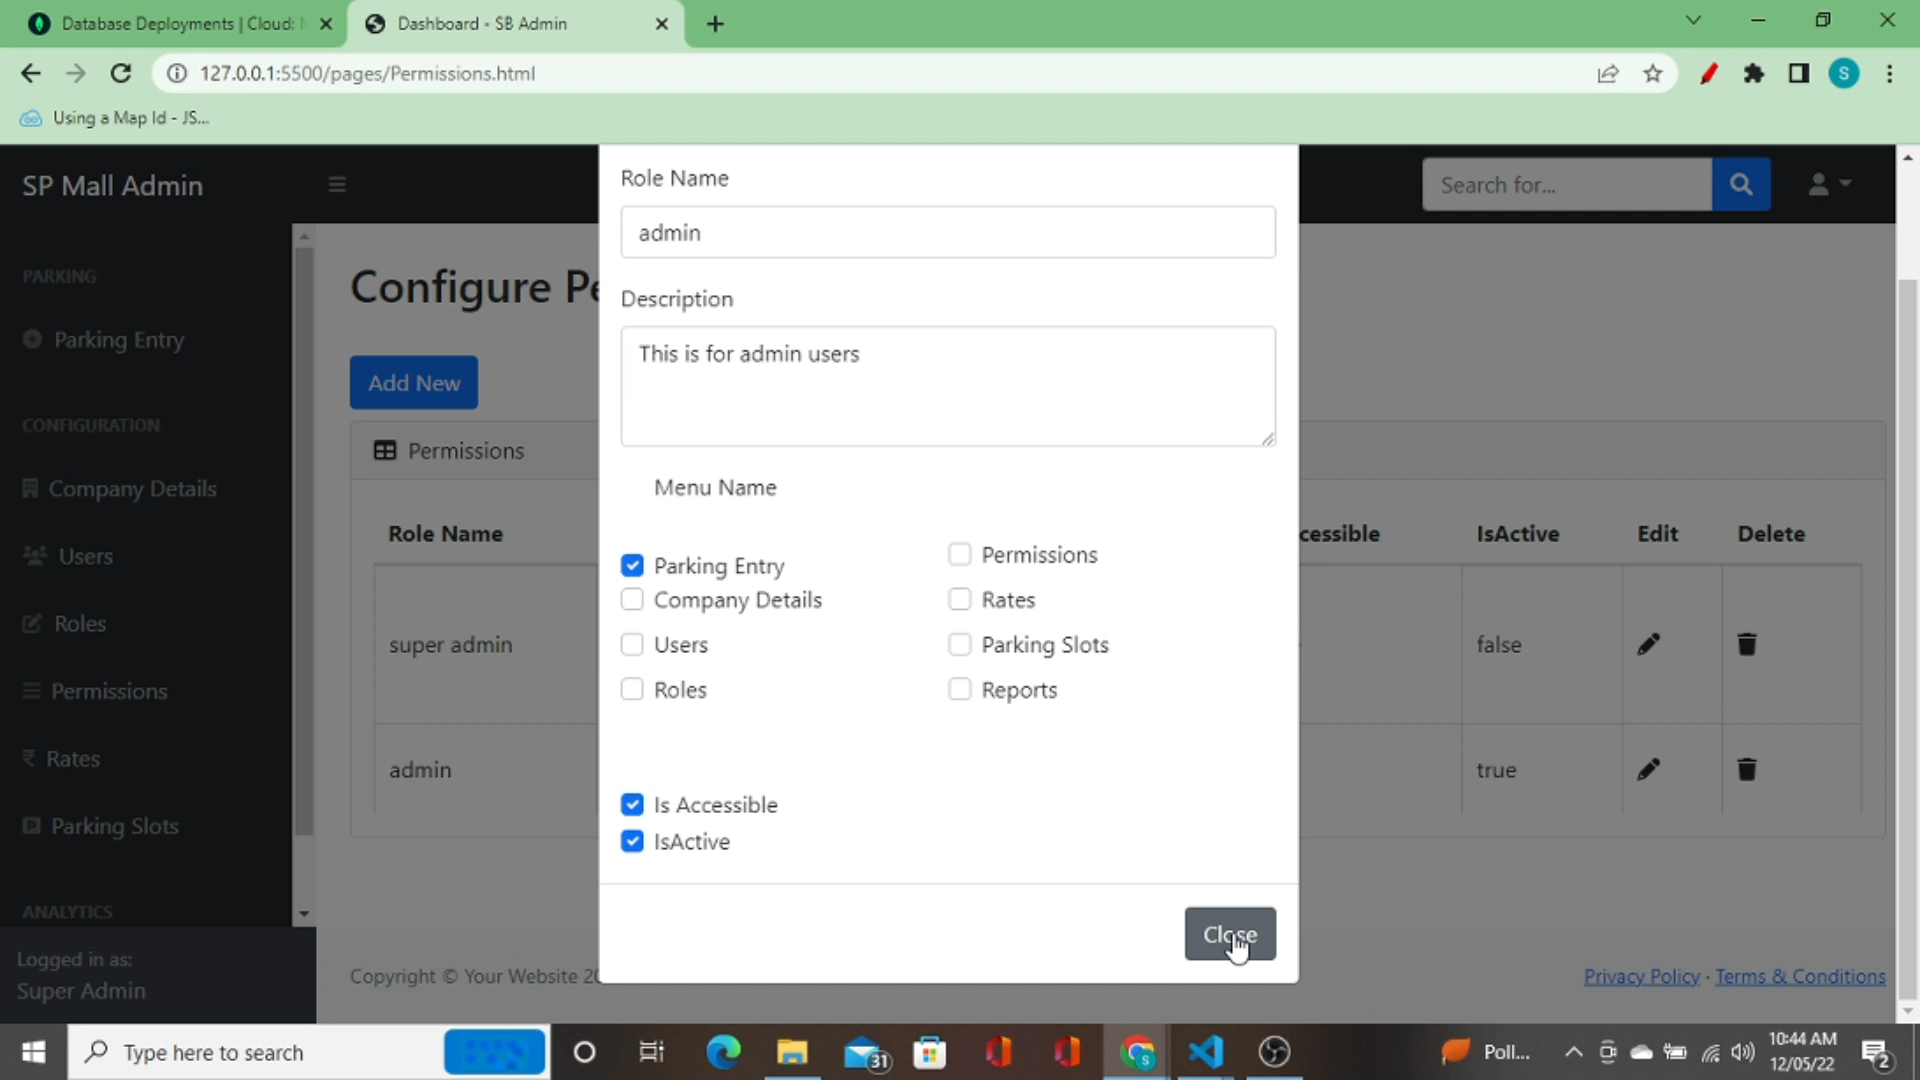 Database Deployments | Cloud:
Dashboard - SB Admin
127.0.0.1:5500/pages/Permissions.html
S
Using a Map Id - JS...
SP Mall Admin
Search for...
PARKING
Parking Entry
CONFIGURATION
Company Details
Users
Roles
Permissions
Rates
Parking Slots
ANALYTICS
Logged in as:
Super Admin
Configure Pe
Add New
Permissions
Role Name
cessible
IsActive
Edit
Delete
super admin
false
admin
true
Role Name
admin
Description
This is for admin users
Menu Name
Parking Entry
Permissions
Company Details
Rates
Users
Parking Slots
Roles
Reports
Is Accessible
IsActive
Close
Copyright © Your Website 20
Privacy Policy · Terms & Conditions
Type here to search
31
S
Poll...
10:44 AM
12/05/22
2